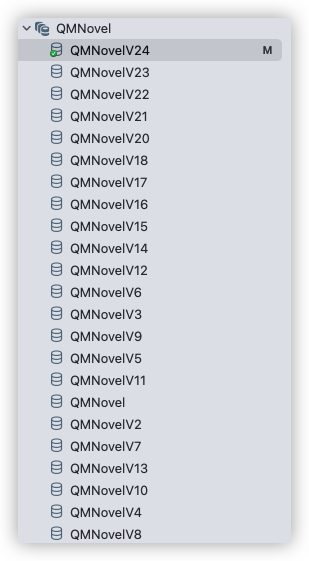 QMNovel
QMNovelV24 M
QMNovelV23
QMNovelV22
QMNovelV21
QMNovelV20
QMNovelV18
QMNovelV17
QMNovelV16
QMNovelV15
QMNovelV14
QMNovelV12
QMNovelV6
QMNovelV3
QMNovelV9
QMNovelV5
QMNovelV11
QMNovel
QMNovelV2
QMNovelV7
QMNovelV13
QMNovelV10
QMNovelV4
QMNovelV8